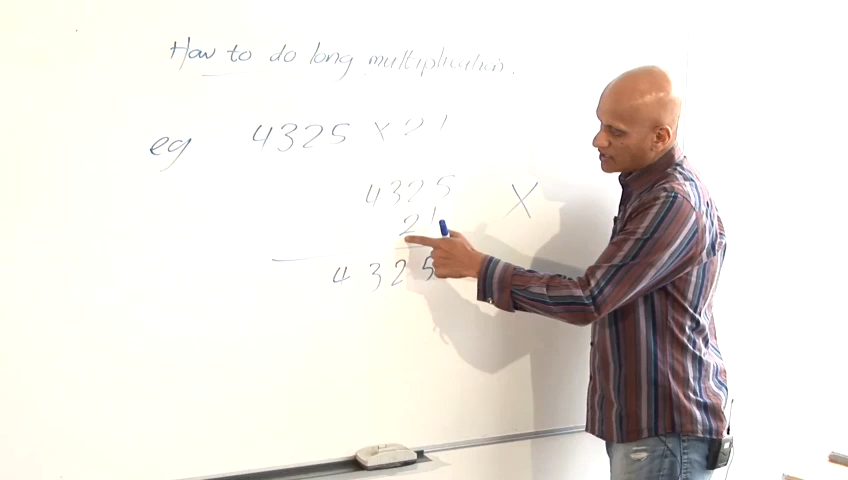 How to do long multiplication.
eg 4325 X 21
4325 X
21
4325